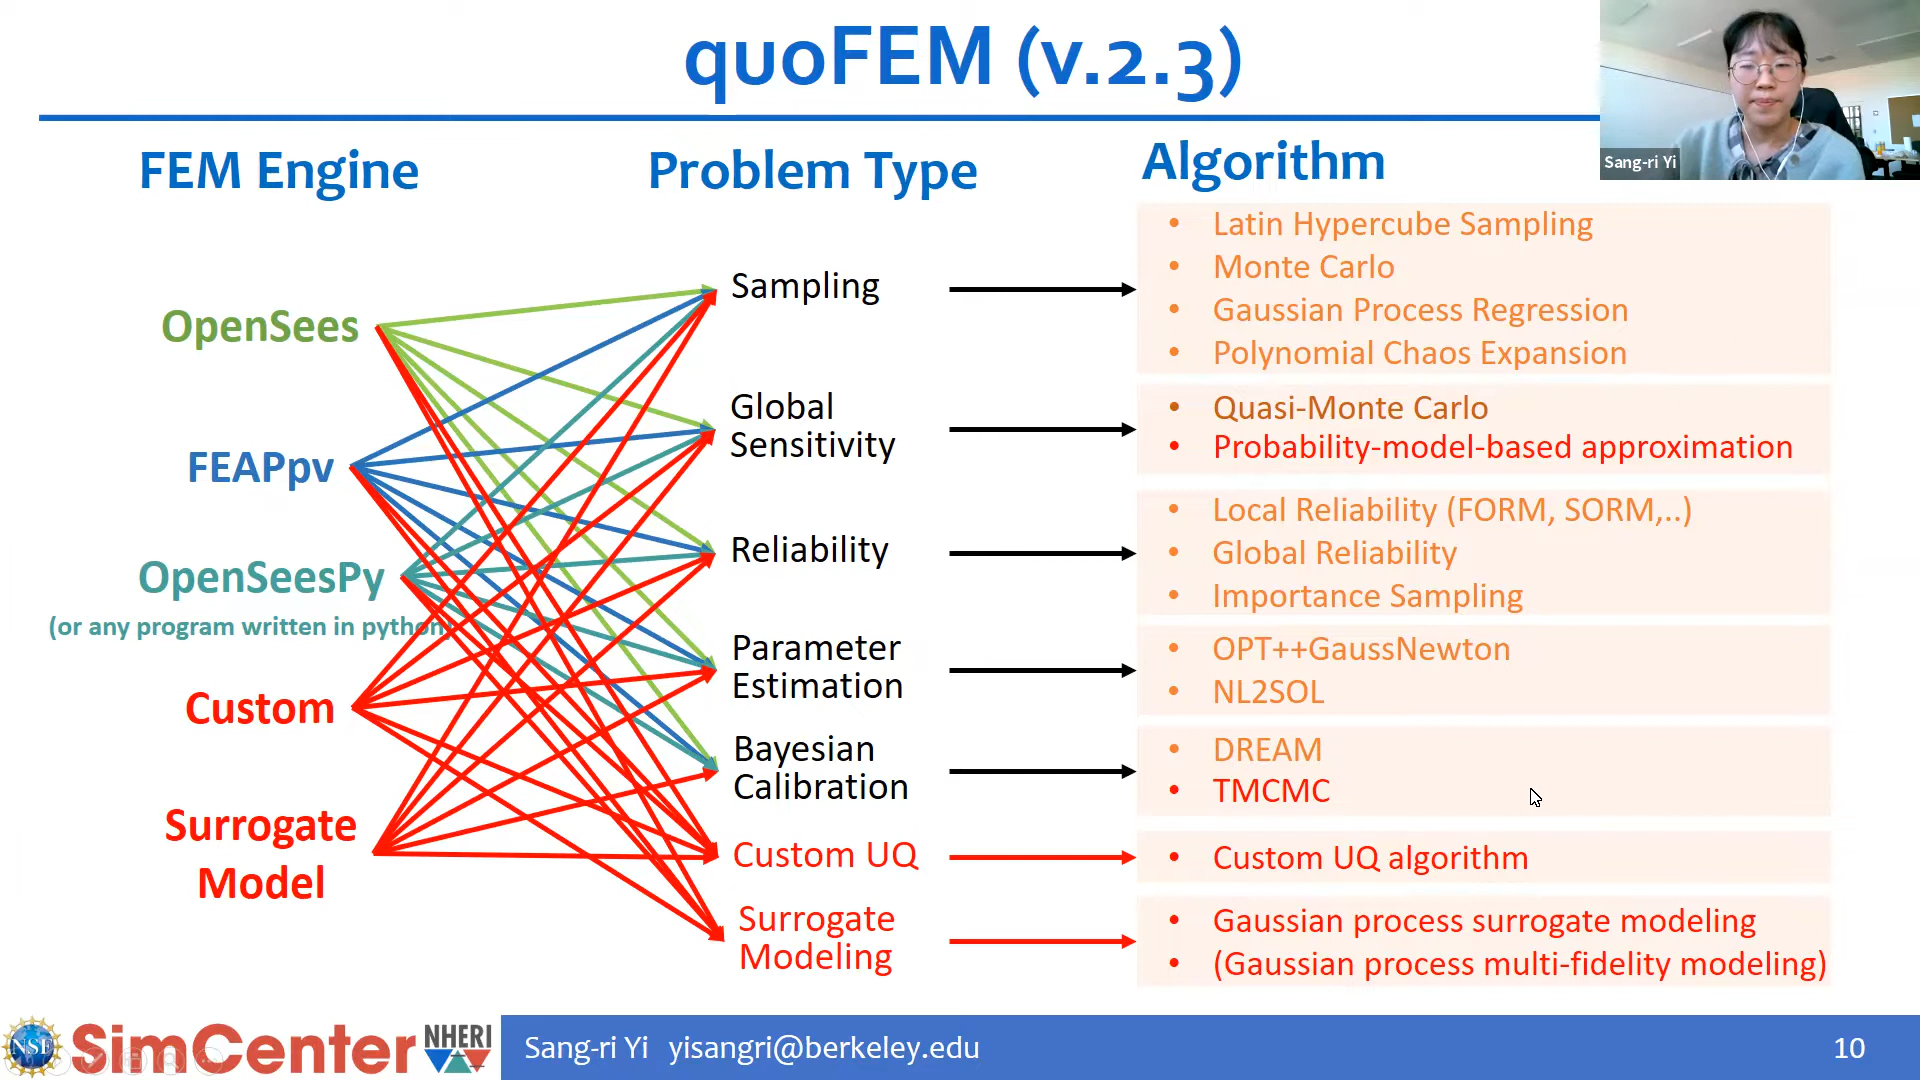 quoFEM (v.2.3)
Sang-ri Yi
FEM Engine
Problem Type
Algorithm
OpenSees
FEAPpv
OpenSeesPy
(or any program written in python)
Custom
Surrogate
Model
Sampling
Global
Sensitivity
Reliability
Parameter
Estimation
Bayesian
Calibration
Custom UQ
Surrogate
Modeling
• Latin Hypercube Sampling
• Monte Carlo
• Gaussian Process Regression
• Polynomial Chaos Expansion
• Quasi-Monte Carlo
• Probability-model-based approximation
• Local Reliability (FORM, SORM,..)
• Global Reliability
• Importance Sampling
• OPT++GaussNewton
• NL2SOL
• DREAM
• TMCMC
• Custom UQ algorithm
• Gaussian process surrogate modeling
• (Gaussian process multi-fidelity modeling)
NSF
SimCenter
NHERI
Sang-ri Yi yisangri@berkeley.edu
10